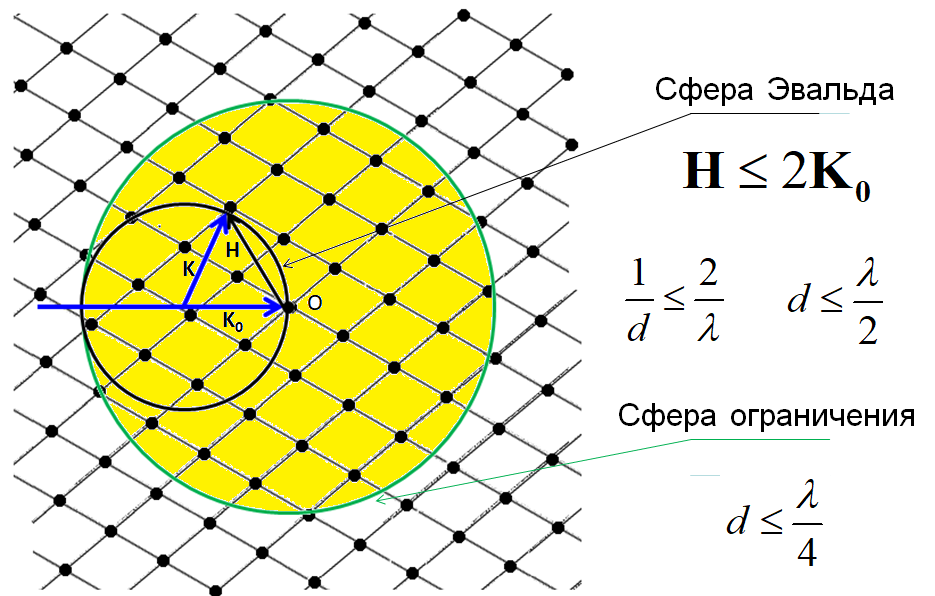 Сфера Эвальда
H ≤ 2K₀
1/d ≤ 2/λ d ≤ λ/2
K H
K₀ O
Сфера ограничения
d ≤ λ/4